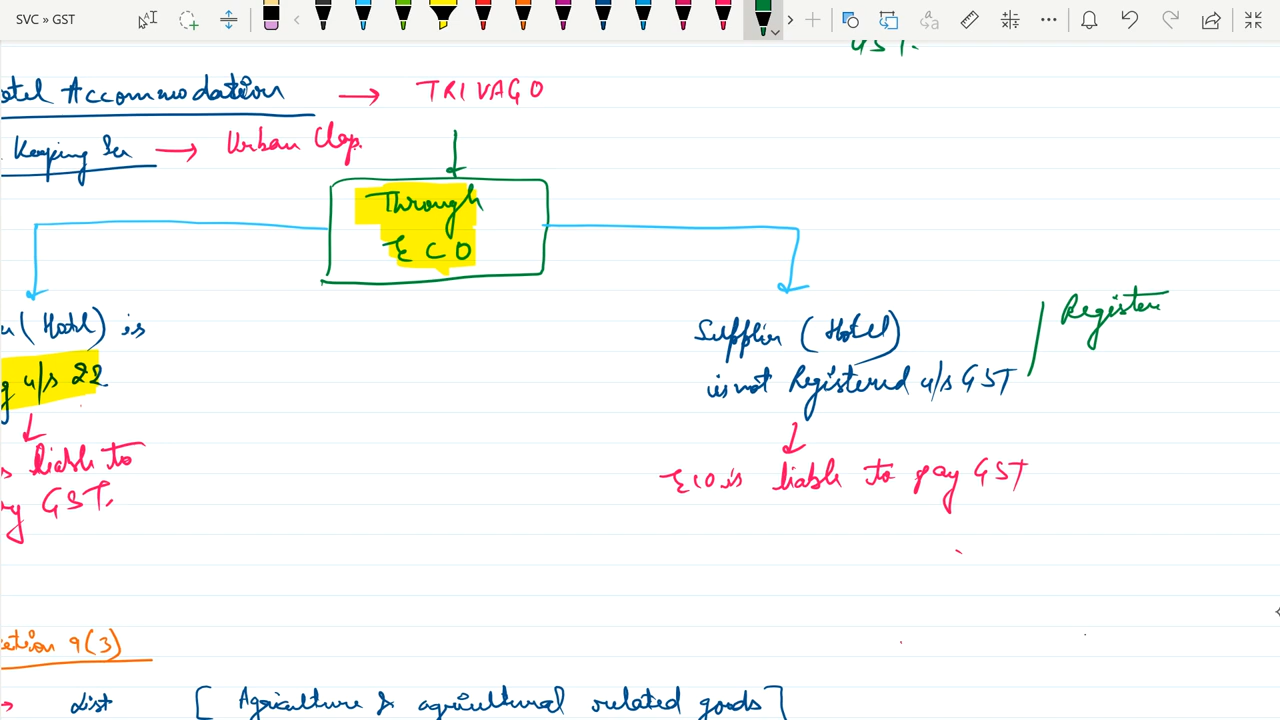 SVC » GST
GST.
otel Accommodation → TRIVAGO
Keeping Ser → Urban Clap.
Through
ECO
(Hotel) is
g u/s 22
s liable to
ay GST.
Supplier (Hotel)
is not Registered u/s GST
Register
ECO is liable to pay GST
ection 9(3)
→ List [ Agriculture & agricultural related goods ]